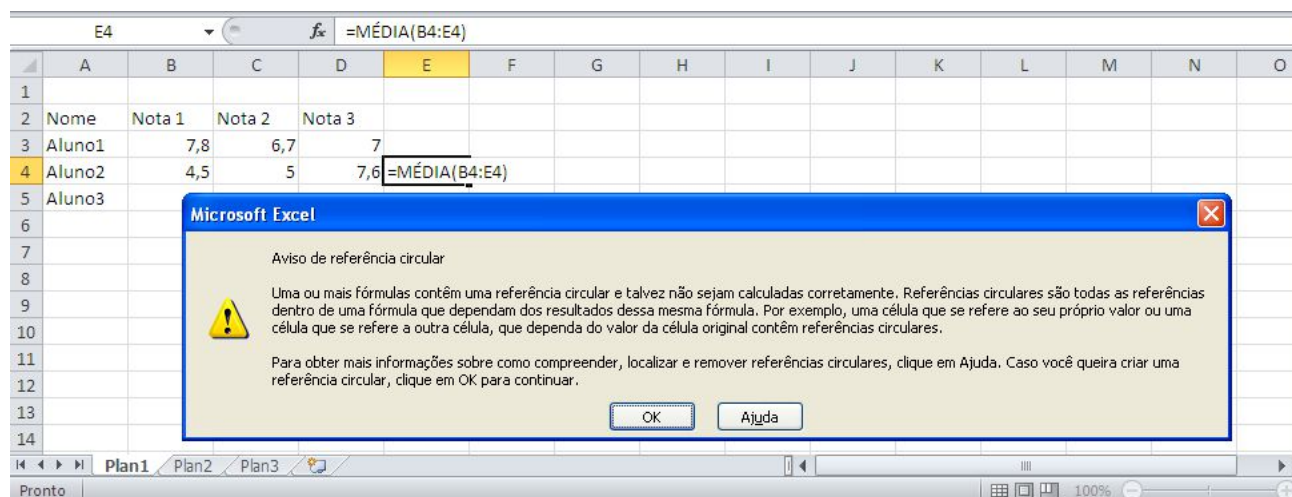 E4 fx =MÉDIA(B4:E4)
A B C D E F G H I J K L M N O
1
2 Nome Nota 1 Nota 2 Nota 3
3 Aluno1 7,8 6,7 7
4 Aluno2 4,5 5 7,6 =MÉDIA(B4:E4)
5 Aluno3
6
7
8
9
10
11
12
13
14
Microsoft Excel
Aviso de referência circular
Uma ou mais fórmulas contêm uma referência circular e talvez não sejam calculadas corretamente. Referências circulares são todas as referências
dentro de uma fórmula que dependam dos resultados dessa mesma fórmula. Por exemplo, uma célula que se refere ao seu próprio valor ou uma
célula que se refere a outra célula, que dependa do valor da célula original contêm referências circulares.
Para obter mais informações sobre como compreender, localizar e remover referências circulares, clique em Ajuda. Caso você queira criar uma
referência circular, clique em OK para continuar.
OK Ajuda
Plan1 Plan2 Plan3
Pronto 100%